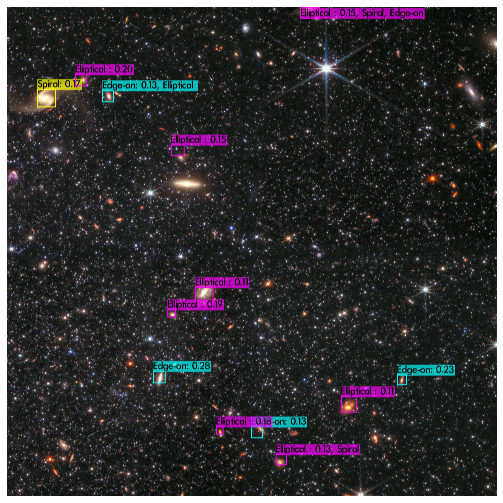 Elliptical : 0.15, Spiral, Edge-on
Elliptical : 0.20
Spiral: 0.17
Edge-on: 0.13, Elliptical
Elliptical : 0.15
Elliptical : 0.11
Elliptical : 0.19
Edge-on: 0.28
Edge-on: 0.23
Elliptical : 0.11
Elliptical : 0.18 -on: 0.13
Elliptical : 0.13, Spiral